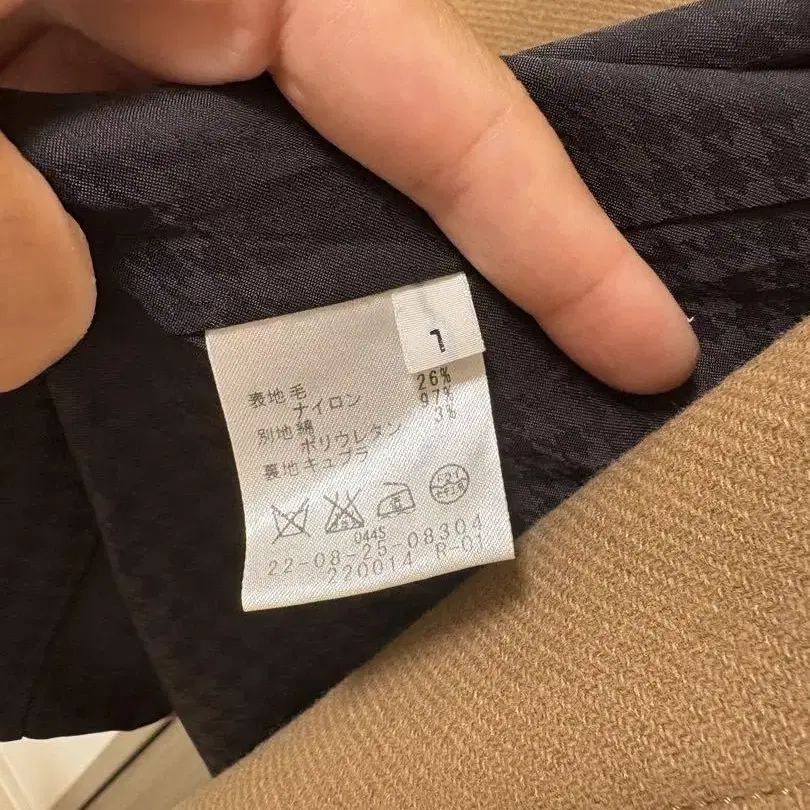 1
表地毛
ナイロン 26%
別地綿 97%
ポリウレタン 3%
裏地キュプラ
044S
22-08-25-08304
220014 R-01